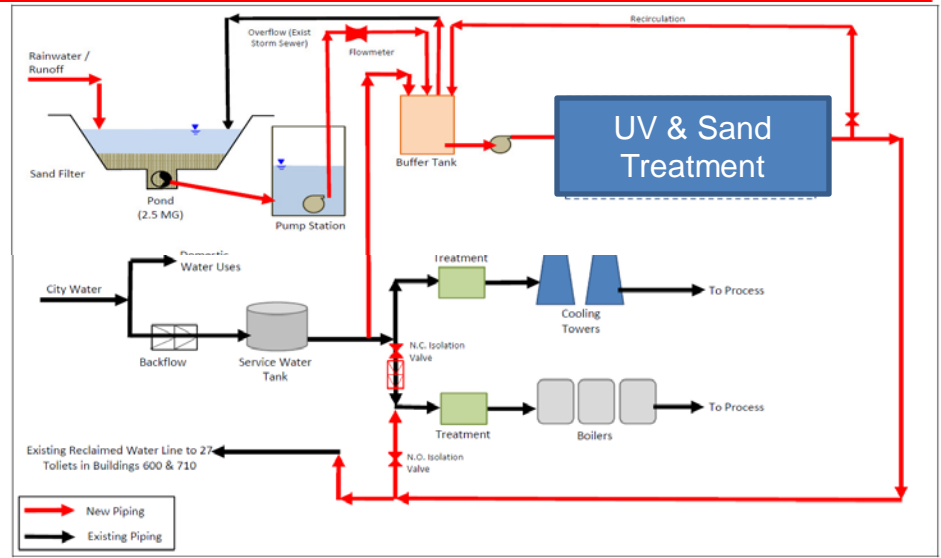 Recirculation
Overflow (Exist
Storm Sewer)
Flowmeter
Rainwater /
Runoff
UV & Sand
Treatment
Buffer Tank
Sand Filter
Pond
(2.5 MG)
Pump Station
Water Uses
Treatment
City Water
To Process
Cooling
Towers
N.C. Isolation
Valve
Backflow
Service Water
Tank
To Process
Treatment
Boilers
Existing Reclaimed Water Line to 27
Toliets in Buildings 600 & 710
N.O. Isolation
Valve
New Piping
Existing Piping